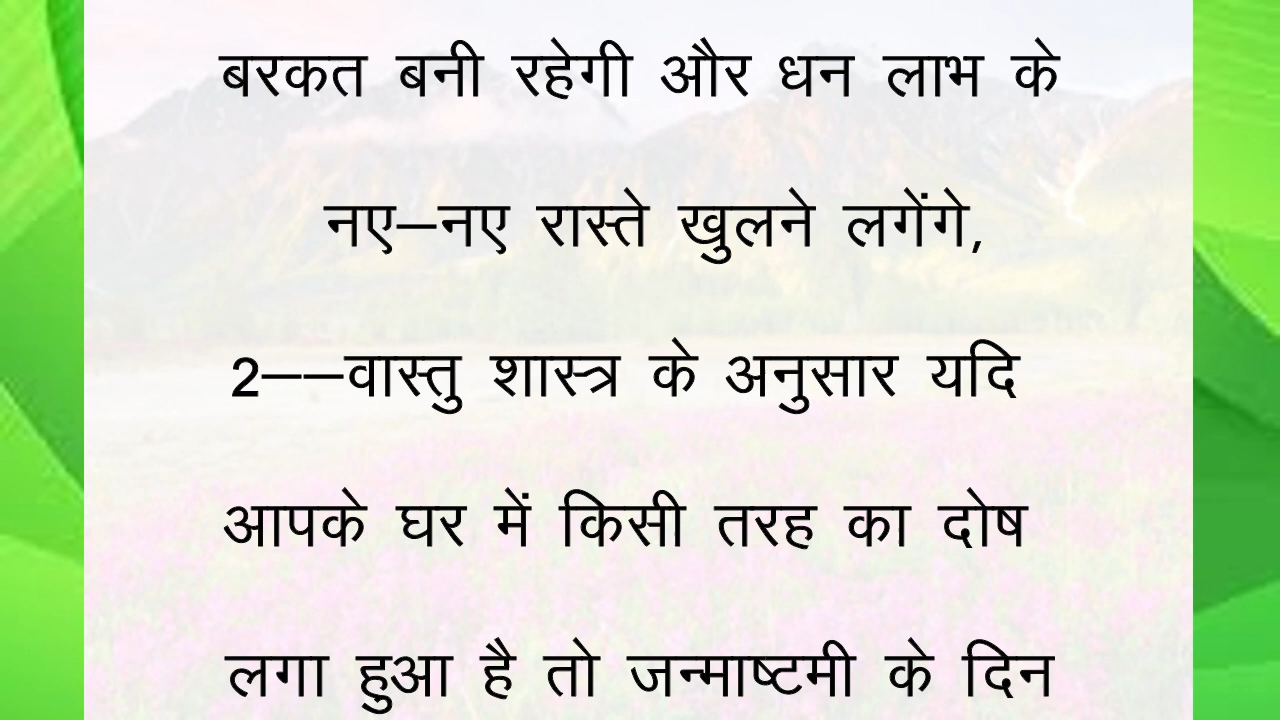 बरकत बनी रहेगी और धन लाभ के
नए–नए रास्ते खुलने लगेंगे,
2––वास्तु शास्त्र के अनुसार यदि
आपके घर में किसी तरह का दोष
लगा हुआ है तो जन्माष्टमी के दिन